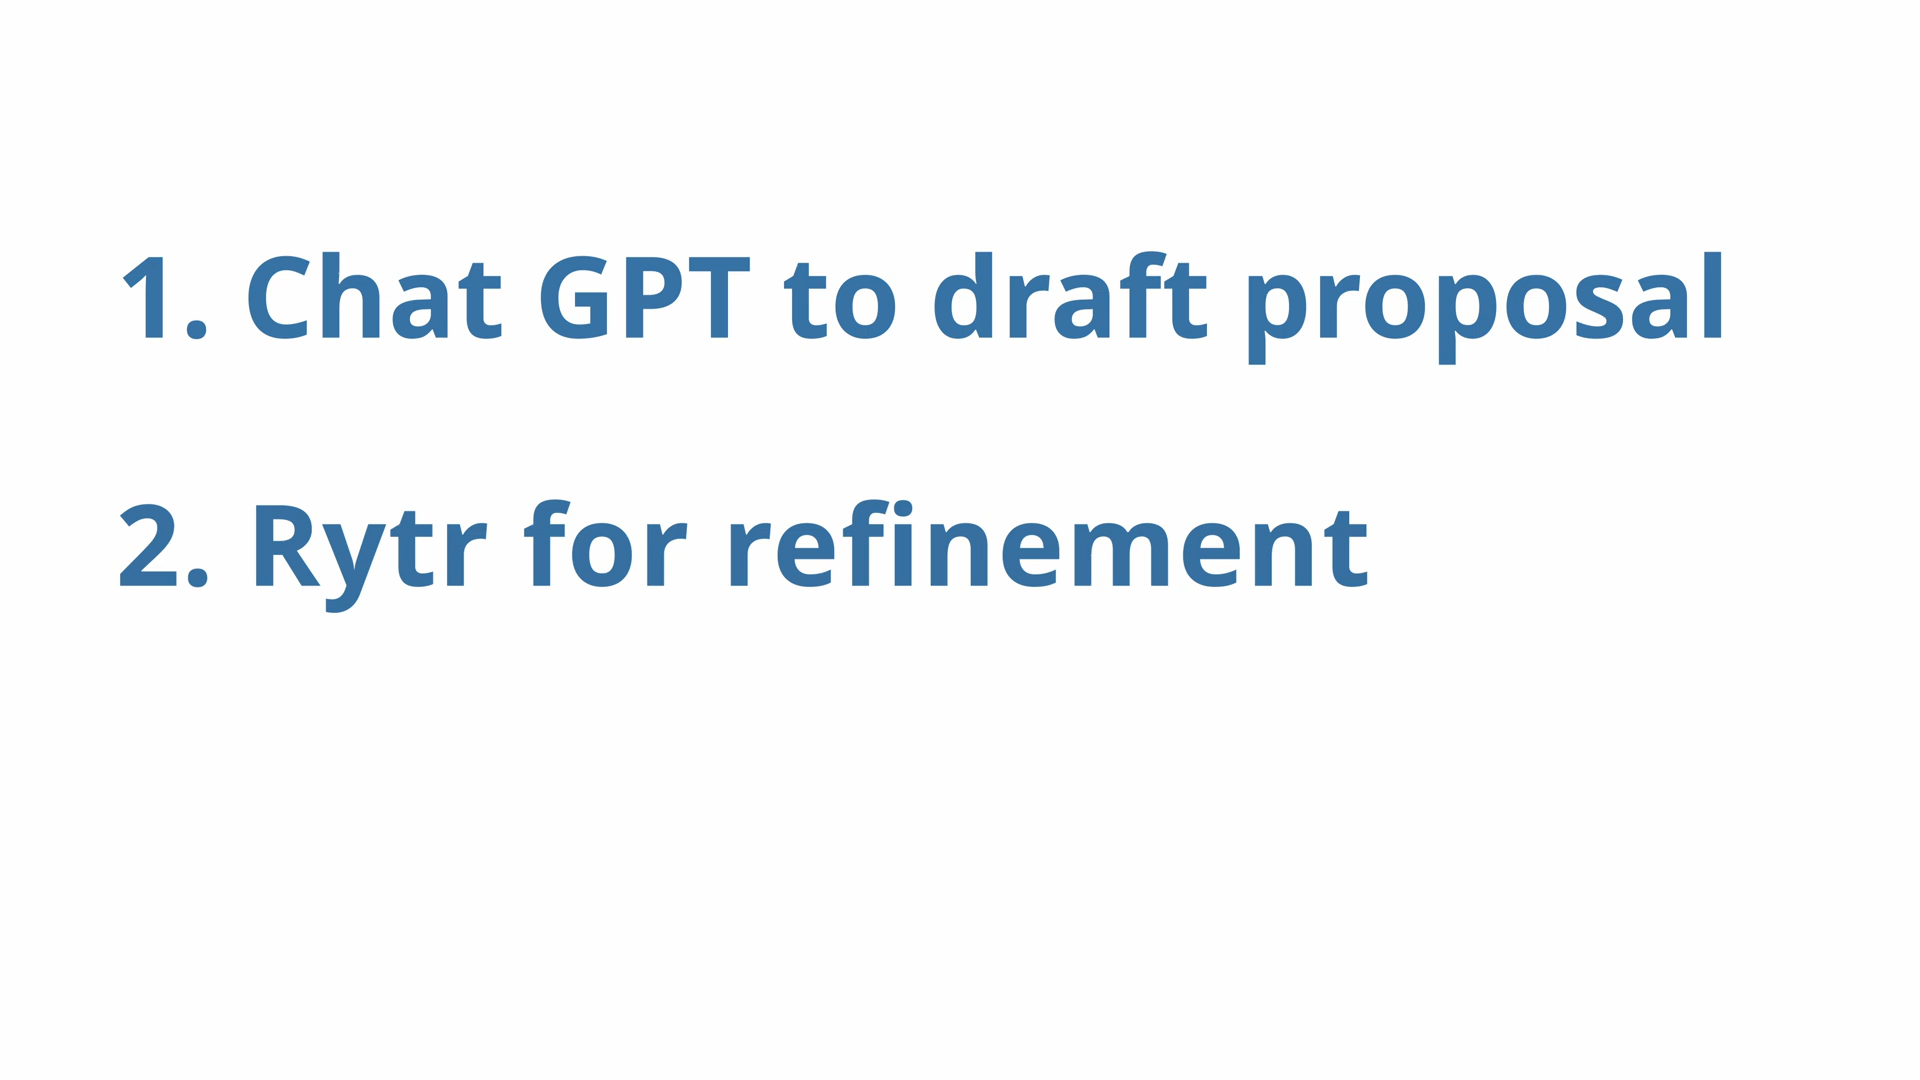 1. Chat GPT to draft proposal
2. Rytr for refinement